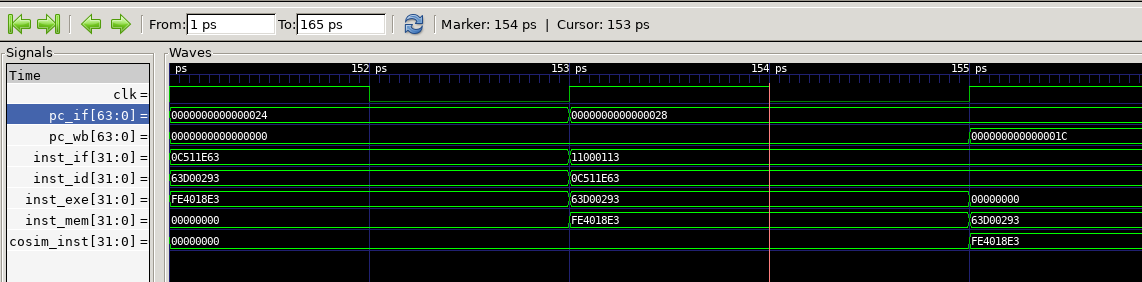 From: 1 ps To: 165 ps Marker: 154 ps | Cursor: 153 ps
Signals Waves
Time ps 152 ps 153 ps 154 ps 155 ps
clk =
pc_if[63:0] = 0000000000000024 0000000000000028
pc_wb[63:0] = 0000000000000000 000000000000001C
inst_if[31:0] = 0C511E63 11000113
inst_id[31:0] = 63D00293 0C511E63
inst_exe[31:0] = FE4018E3 63D00293 00000000
inst_mem[31:0] = 00000000 FE4018E3 63D00293
cosim_inst[31:0] = 00000000 FE4018E3